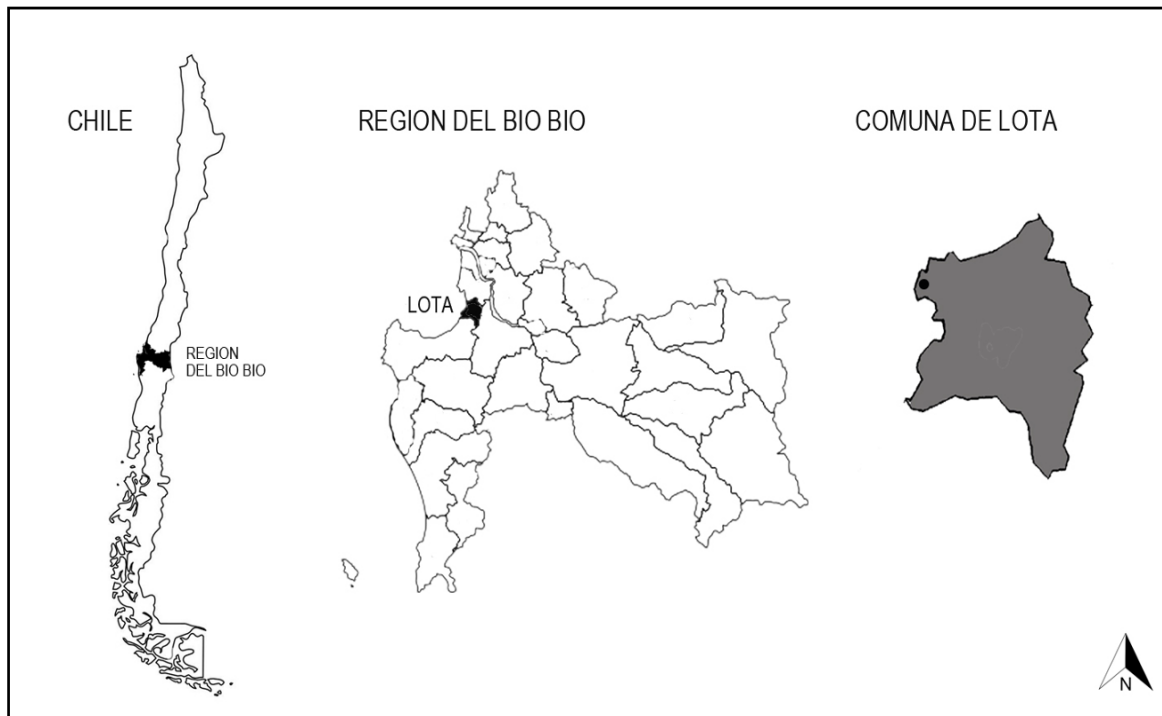 CHILE
REGION DEL BIO BIO
COMUNA DE LOTA
LOTA
REGION
DEL BIO BIO
N